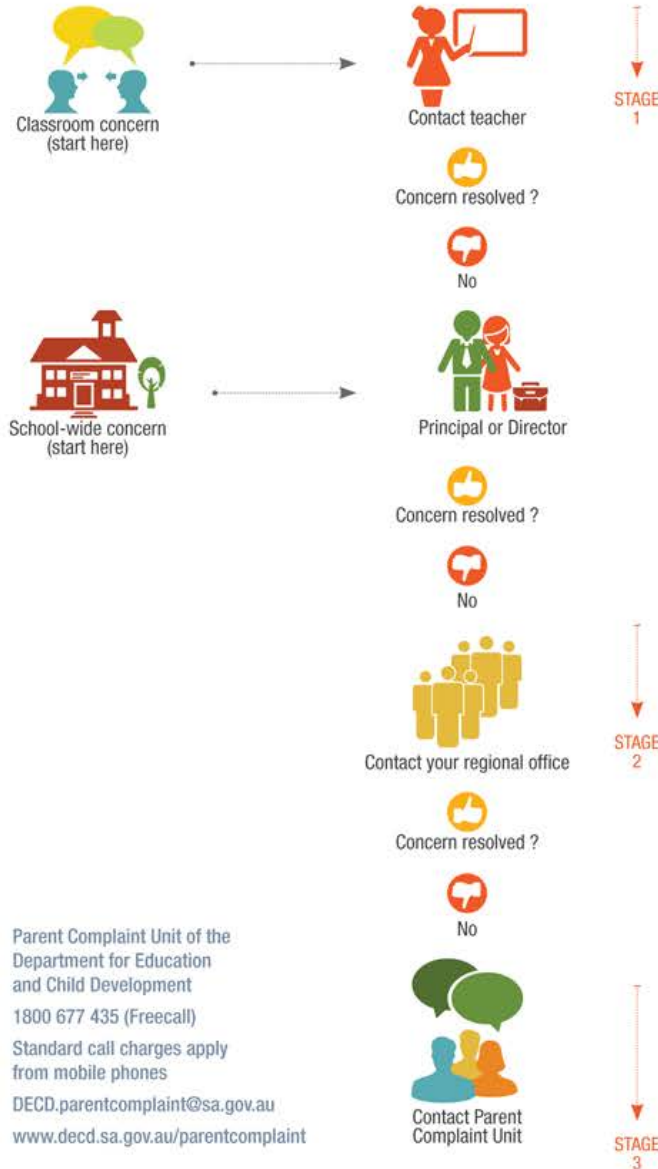 Classroom concern
(start here)
Contact teacher
STAGE
1
Concern resolved ?
No
School-wide concern
(start here)
Principal or Director
Concern resolved ?
No
Contact your regional office
STAGE
2
Concern resolved ?
No
Parent Complaint Unit of the
Department for Education
and Child Development
1800 677 435 (Freecall)
Standard call charges apply
from mobile phones
DECD.parentcomplaint@sa.gov.au
www.decd.sa.gov.au/parentcomplaint
Contact Parent
Complaint Unit
STAGE
3